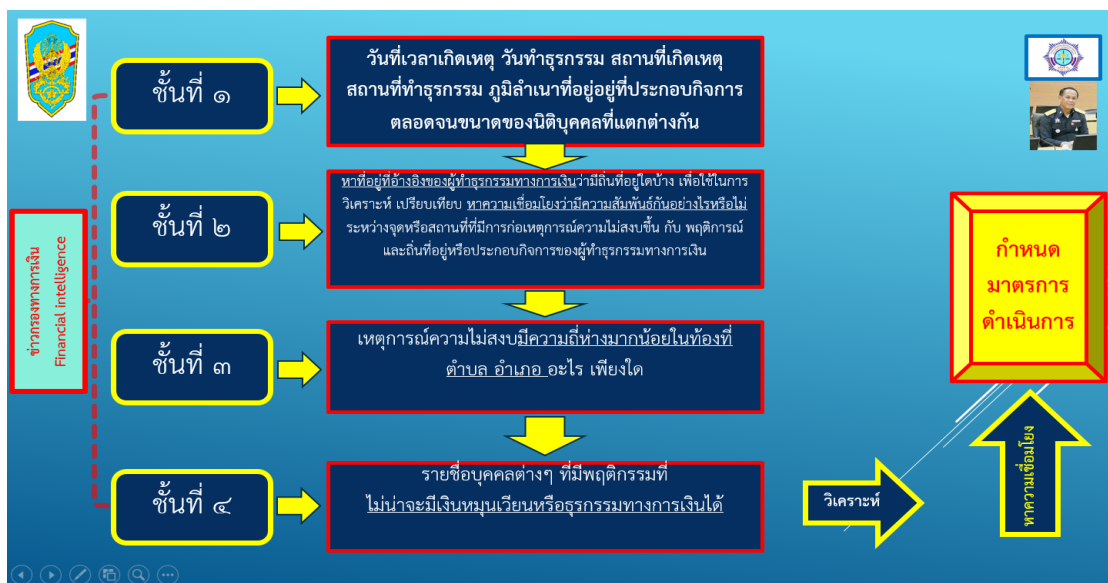 ข่าวกรองทางการเงิน
Financial intelligence
ชั้นที่ ๑
วันที่เวลาเกิดเหตุ วันทำธุรกรรม สถานที่เกิดเหตุ
สถานที่ทำธุรกรรม ภูมิลำเนาที่อยู่อยู่ที่ประกอบกิจการ
ตลอดจนขนาดของนิติบุคคลที่แตกต่างกัน
ชั้นที่ ๒
หาที่อยู่ที่อ้างอิงของผู้ทำธุรกรรมทางการเงินว่ามีถิ่นที่อยู่ใดบ้าง เพื่อใช้ในการ
วิเคราะห์ เปรียบเทียบ หาความเชื่อมโยงว่ามีความสัมพันธ์กันอย่างไรหรือไม่
ระหว่างจุดหรือสถานที่ที่มีการก่อเหตุการณ์ความไม่สงบขึ้น กับ พฤติการณ์
และถิ่นที่อยู่หรือประกอบกิจการของผู้ทำธุรกรรมทางการเงิน
ชั้นที่ ๓
เหตุการณ์ความไม่สงบมีความถี่ห่างมากน้อยในท้องที่
ตำบล อำเภอ อะไร เพียงใด
ชั้นที่ ๔
รายชื่อบุคคลต่างๆ ที่มีพฤติกรรมที่
ไม่น่าจะมีเงินหมุนเวียนหรือธุรกรรมทางการเงินได้
วิเคราะห์
หาความเชื่อมโยง
กำหนด
มาตรการ
ดำเนินการ